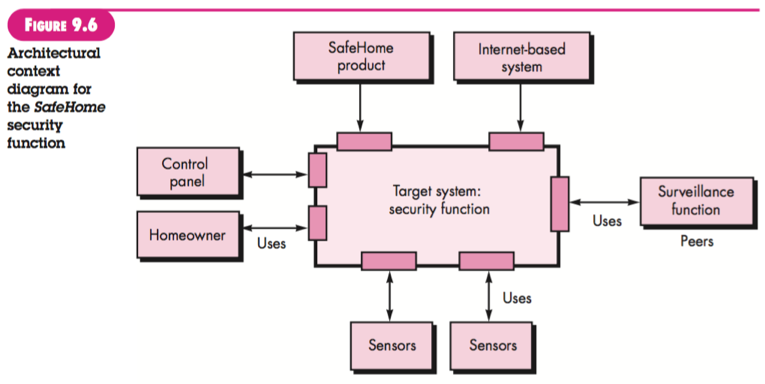 FIGURE 9.6
Architectural
context
diagram for
the SafeHome
security
function
SafeHome
product
Internet-based
system
Control
panel
Target system:
security function
Surveillance
function
Homeowner
Uses
Uses
Peers
Uses
Sensors
Sensors